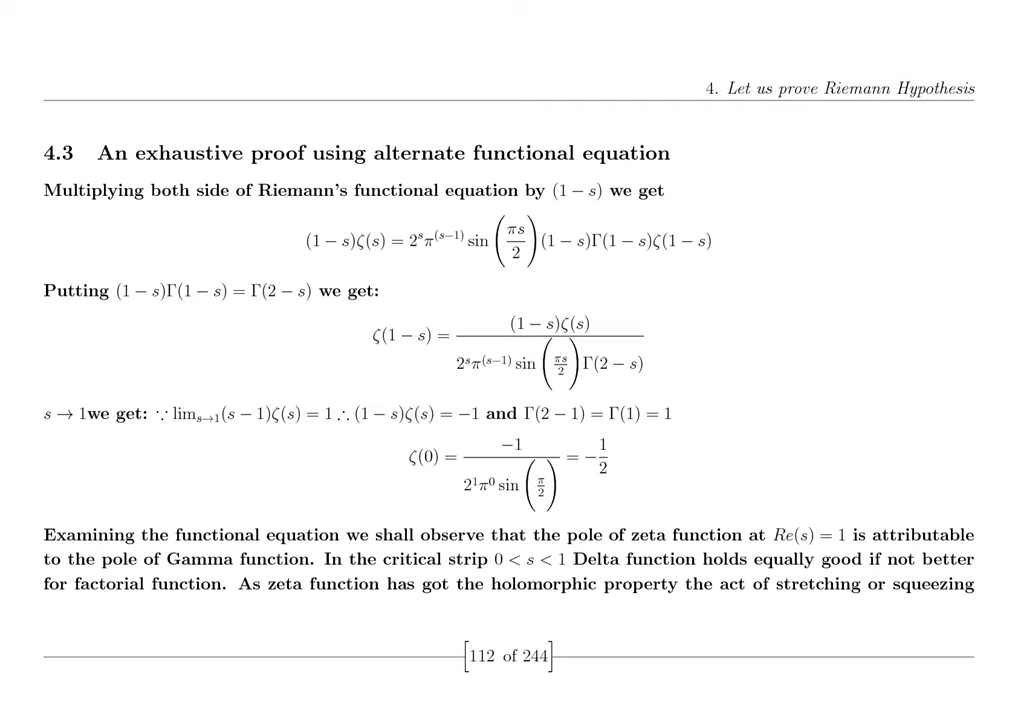 4. Let us prove Riemann Hypothesis
4.3 An exhaustive proof using alternate functional equation
Multiplying both side of Riemann's functional equation by (1 − s) we get
(1 − s)ζ(s) = 2^s π^(s−1) sin(πs/2)(1 − s)Γ(1 − s)ζ(1 − s)
Putting (1 − s)Γ(1 − s) = Γ(2 − s) we get:
ζ(1 − s) = (1 − s)ζ(s) / 2^s π^(s−1) sin(πs/2)Γ(2 − s)
s → 1we get: ∵ lim_{s→1}(s − 1)ζ(s) = 1 ∴ (1 − s)ζ(s) = −1 and Γ(2 − 1) = Γ(1) = 1
ζ(0) = −1 / 2^1 π^0 sin(π/2) = −1/2
Examining the functional equation we shall observe that the pole of zeta function at Re(s) = 1 is attributable
to the pole of Gamma function. In the critical strip 0 < s < 1 Delta function holds equally good if not better
for factorial function. As zeta function has got the holomorphic property the act of stretching or squeezing
[112 of 244]